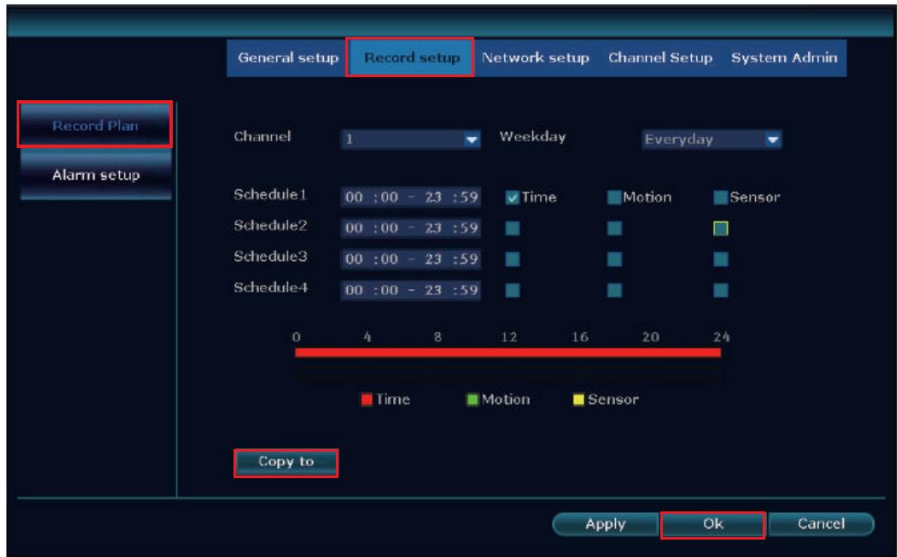 General setup Record setup Network setup Channel Setup System Admin
Record Plan
Alarm setup
Channel 1 Weekday Everyday
Schedule1 00 :00 - 23 :59 Time Motion Sensor
Schedule2 00 :00 - 23 :59
Schedule3 00 :00 - 23 :59
Schedule4 00 :00 - 23 :59
0 4 8 12 16 20 24
Time Motion Sensor
Copy to
Apply Ok Cancel